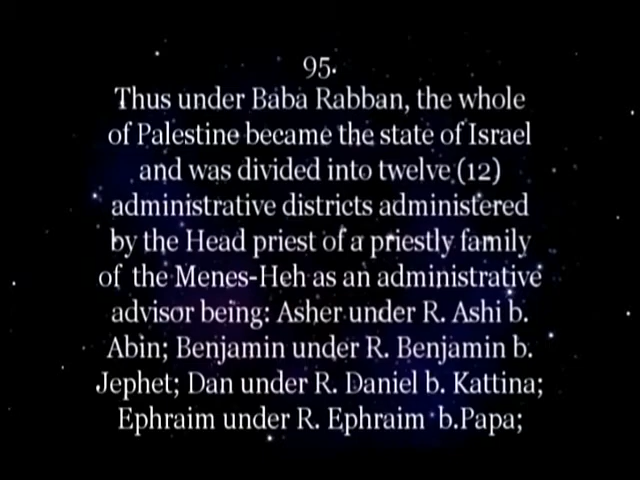 95.
Thus under Baba Rabban, the whole
of Palestine became the state of Israel
and was divided into twelve (12)
administrative districts administered
by the Head priest of a priestly family
of the Menes-Heh as an administrative
advisor being: Asher under R. Ashi b.
Abin; Benjamin under R. Benjamin b.
Jephet; Dan under R. Daniel b. Kattina;
Ephraim under R. Ephraim b.Papa;